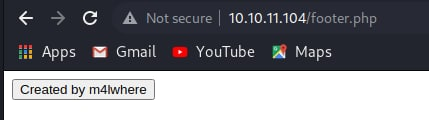 Not secure | 10.10.11.104/footer.php
Apps Gmail YouTube Maps
Created by m4lwhere